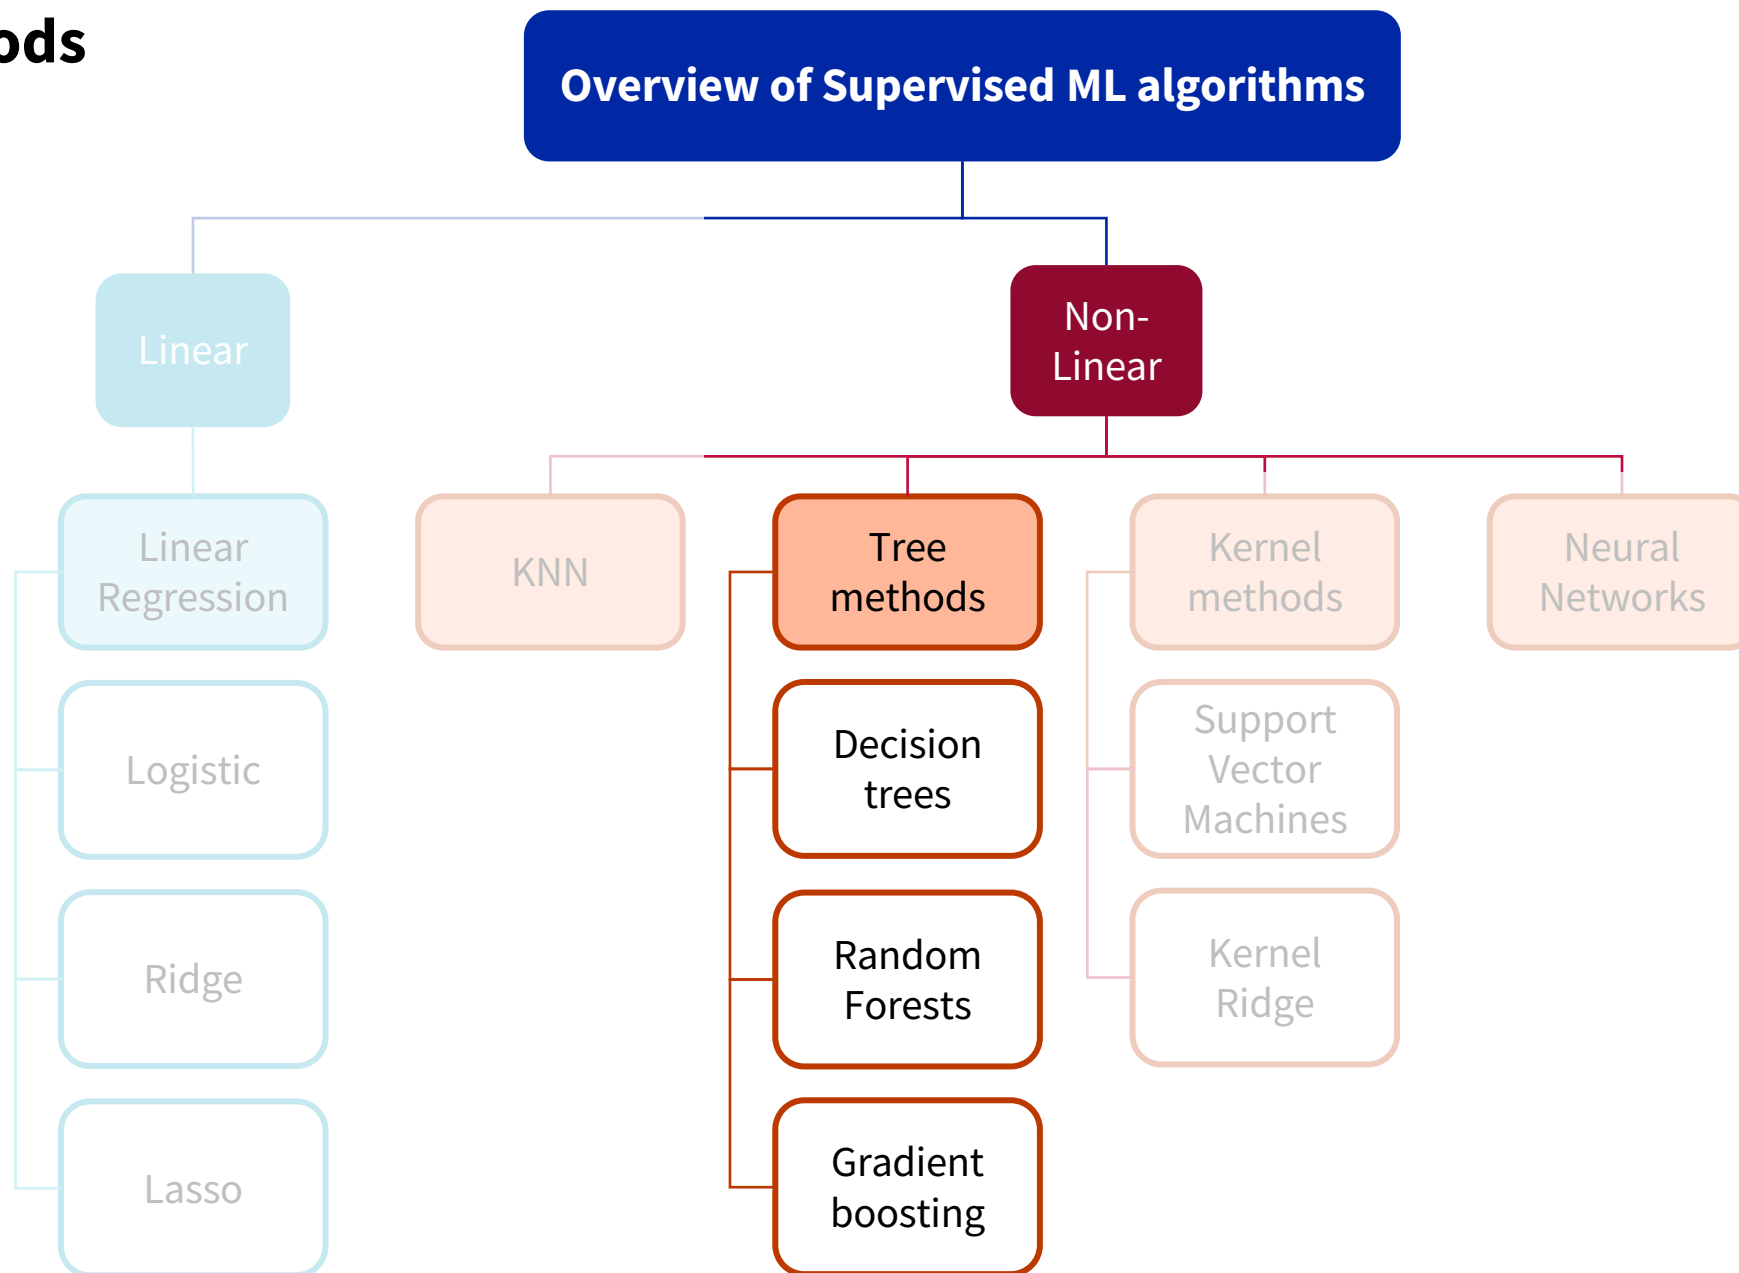 ods
Overview of Supervised ML algorithms
Linear
Non-
Linear
Linear
Regression
KNN
Tree
methods
Kernel
methods
Neural
Networks
Logistic
Decision
trees
Support
Vector
Machines
Ridge
Random
Forests
Kernel
Ridge
Lasso
Gradient
boosting